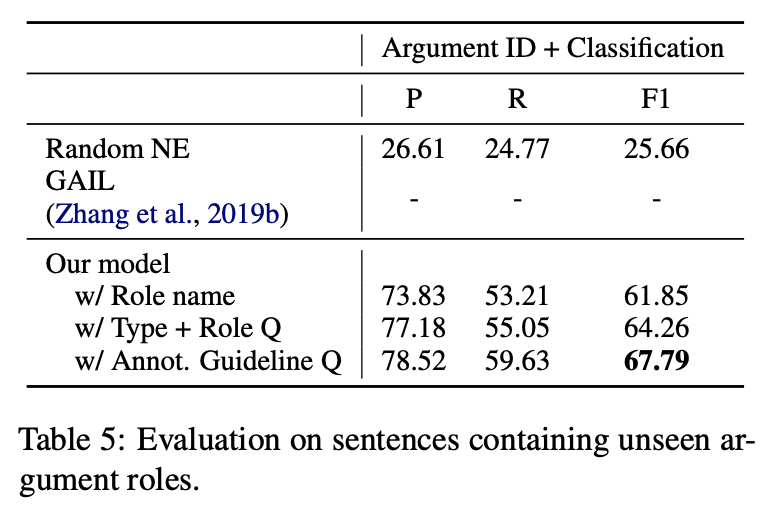 Argument ID + Classification
P R F1
Random NE 26.61 24.77 25.66
GAIL
(Zhang et al., 2019b) - - -
Our model
w/ Role name 73.83 53.21 61.85
w/ Type + Role Q 77.18 55.05 64.26
w/ Annot. Guideline Q 78.52 59.63 67.79
Table 5: Evaluation on sentences containing unseen ar-
gument roles.